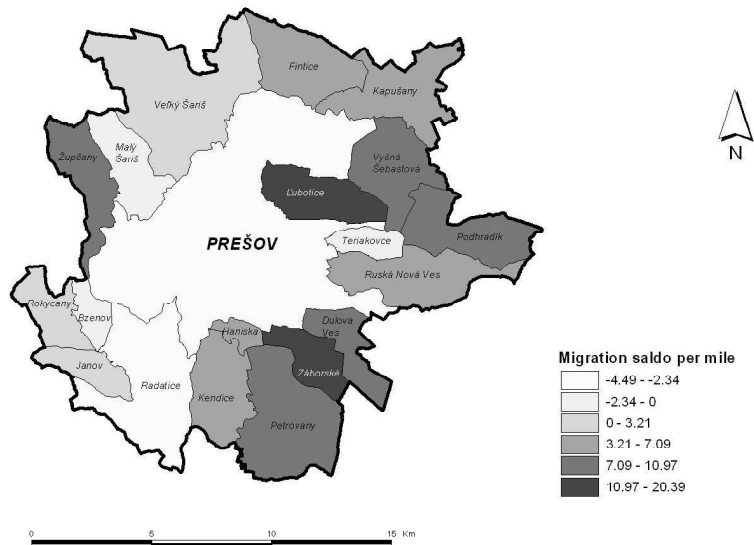 Fintice
Kapušany
Veľký Šariš
Malý
Šariš
Župčany
Vyšná
Šebastová
Ľubotice
PREŠOV
Teriakovce
Podhradík
Ruská Nová Ves
Rokycany
Bzenov
Haniska
Dulova
Ves
Janov
Záborské
Radatice
Kendice
Petrovany
N
Migration saldo per mile
-4.49 - -2.34
-2.34 - 0
0 - 3.21
3.21 - 7.09
7.09 - 10.97
10.97 - 20.39
0 5 10 15 Km